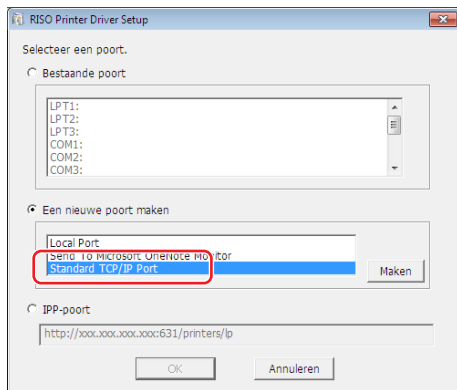 RISO Printer Driver Setup
Selecteer een poort.
Bestaande poort
LPT1:
LPT2:
LPT3:
COM1:
COM2:
COM3:
Een nieuwe poort maken
Local Port
Send To Microsoft OneNote Monitor
Standard TCP/IP Port
Maken
IPP-poort
http://xxx.xxx.xxx.xxx:631/printers/lp
OK Annuleren